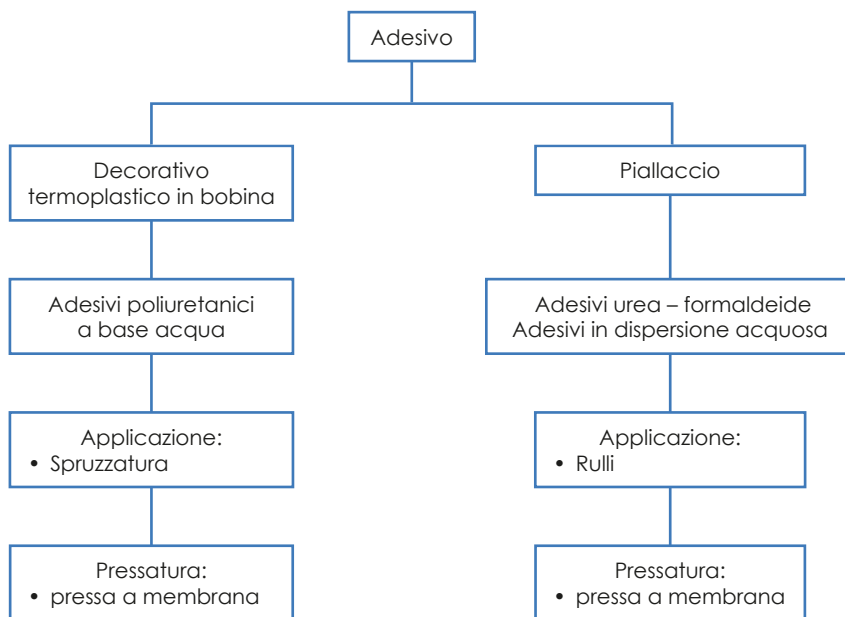 Adesivo
Decorativo
termoplastico in bobina
Piallaccio
Adesivi poliuretanici
a base acqua
Adesivi urea – formaldeide
Adesivi in dispersione acquosa
Applicazione:
• Spruzzatura
Applicazione:
• Rulli
Pressatura:
• pressa a membrana
Pressatura:
• pressa a membrana